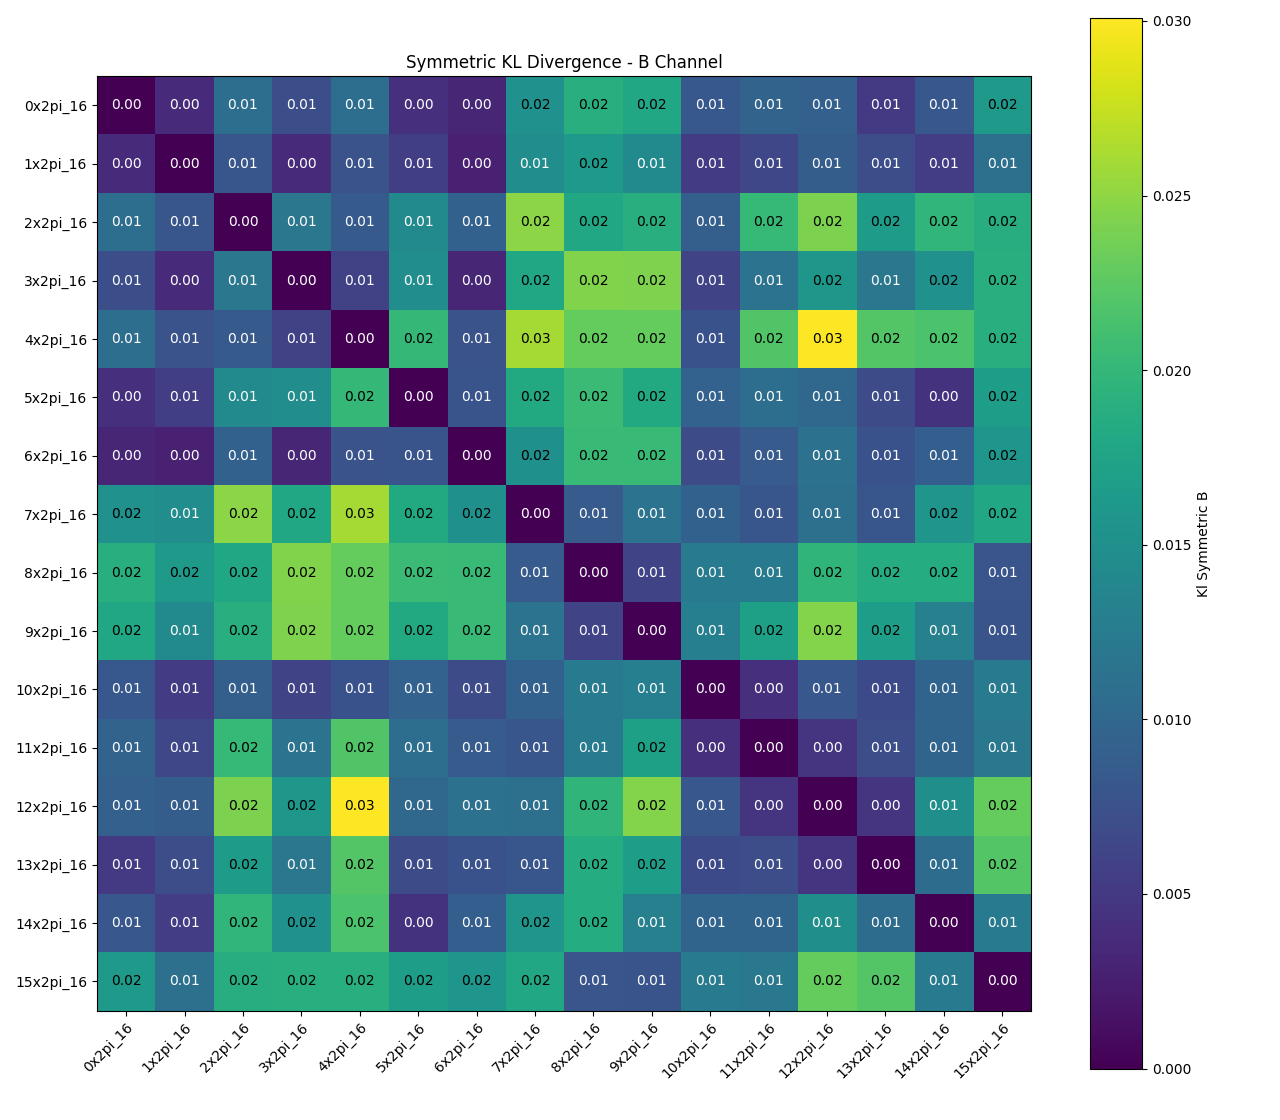 Symmetric KL Divergence - B Channel
0x2pi_16 0.00 0.00 0.01 0.01 0.01 0.00 0.00 0.02 0.02 0.02 0.01 0.01 0.01 0.01 0.01 0.02
1x2pi_16 0.00 0.00 0.01 0.00 0.01 0.01 0.00 0.01 0.02 0.01 0.01 0.01 0.01 0.01 0.01 0.01
2x2pi_16 0.01 0.01 0.00 0.01 0.01 0.01 0.01 0.02 0.02 0.02 0.01 0.02 0.02 0.02 0.02 0.02
3x2pi_16 0.01 0.00 0.01 0.00 0.01 0.01 0.00 0.02 0.02 0.02 0.01 0.01 0.02 0.01 0.02 0.02
4x2pi_16 0.01 0.01 0.01 0.01 0.00 0.02 0.01 0.03 0.02 0.02 0.01 0.02 0.03 0.02 0.02 0.02
5x2pi_16 0.00 0.01 0.01 0.01 0.02 0.00 0.01 0.02 0.02 0.02 0.01 0.01 0.01 0.01 0.00 0.02
6x2pi_16 0.00 0.00 0.01 0.00 0.01 0.01 0.00 0.02 0.02 0.02 0.01 0.01 0.01 0.01 0.01 0.02
7x2pi_16 0.02 0.01 0.02 0.02 0.03 0.02 0.02 0.00 0.01 0.01 0.01 0.01 0.01 0.01 0.02 0.02
8x2pi_16 0.02 0.02 0.02 0.02 0.02 0.02 0.02 0.01 0.00 0.01 0.01 0.01 0.02 0.02 0.02 0.01
9x2pi_16 0.02 0.01 0.02 0.02 0.02 0.02 0.02 0.01 0.01 0.00 0.01 0.02 0.02 0.02 0.01 0.01
10x2pi_16 0.01 0.01 0.01 0.01 0.01 0.01 0.01 0.01 0.01 0.01 0.00 0.00 0.01 0.01 0.01 0.01
11x2pi_16 0.01 0.01 0.02 0.01 0.02 0.01 0.01 0.01 0.01 0.02 0.00 0.00 0.00 0.01 0.01 0.01
12x2pi_16 0.01 0.01 0.02 0.02 0.03 0.01 0.01 0.01 0.02 0.02 0.01 0.00 0.00 0.00 0.01 0.02
13x2pi_16 0.01 0.01 0.02 0.01 0.02 0.01 0.01 0.01 0.02 0.02 0.01 0.01 0.00 0.00 0.01 0.02
14x2pi_16 0.01 0.01 0.02 0.02 0.02 0.00 0.01 0.02 0.02 0.01 0.01 0.01 0.01 0.01 0.00 0.01
15x2pi_16 0.02 0.01 0.02 0.02 0.02 0.02 0.02 0.02 0.01 0.01 0.01 0.01 0.02 0.02 0.01 0.00
0x2pi_16 1x2pi_16 2x2pi_16 3x2pi_16 4x2pi_16 5x2pi_16 6x2pi_16 7x2pi_16 8x2pi_16 9x2pi_16 10x2pi_16 11x2pi_16 12x2pi_16 13x2pi_16 14x2pi_16 15x2pi_16
0.030
0.025
0.020
0.015
0.010
0.005
0.000
Kl Symmetric B